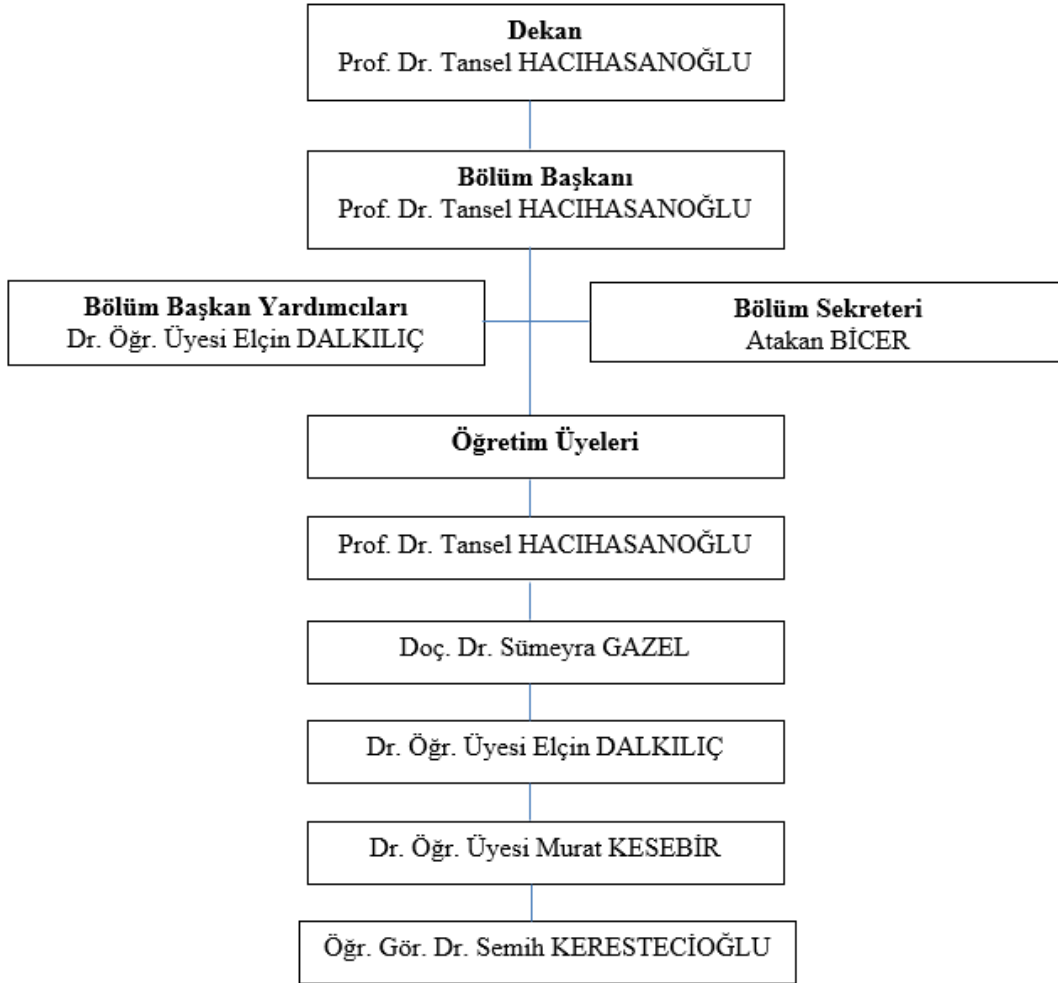 Dekan
Prof. Dr. Tansel HACIHASANOĞLU
Bölüm Başkanı
Prof. Dr. Tansel HACIHASANOĞLU
Bölüm Başkan Yardımcıları
Dr. Öğr. Üyesi Elçin DALKILIÇ
Bölüm Sekreteri
Atakan BİCER
Öğretim Üyeleri
Prof. Dr. Tansel HACIHASANOĞLU
Doç. Dr. Sümeyra GAZEL
Dr. Öğr. Üyesi Elçin DALKILIÇ
Dr. Öğr. Üyesi Murat KESEBİR
Öğr. Gör. Dr. Semih KERESTECİOĞLU